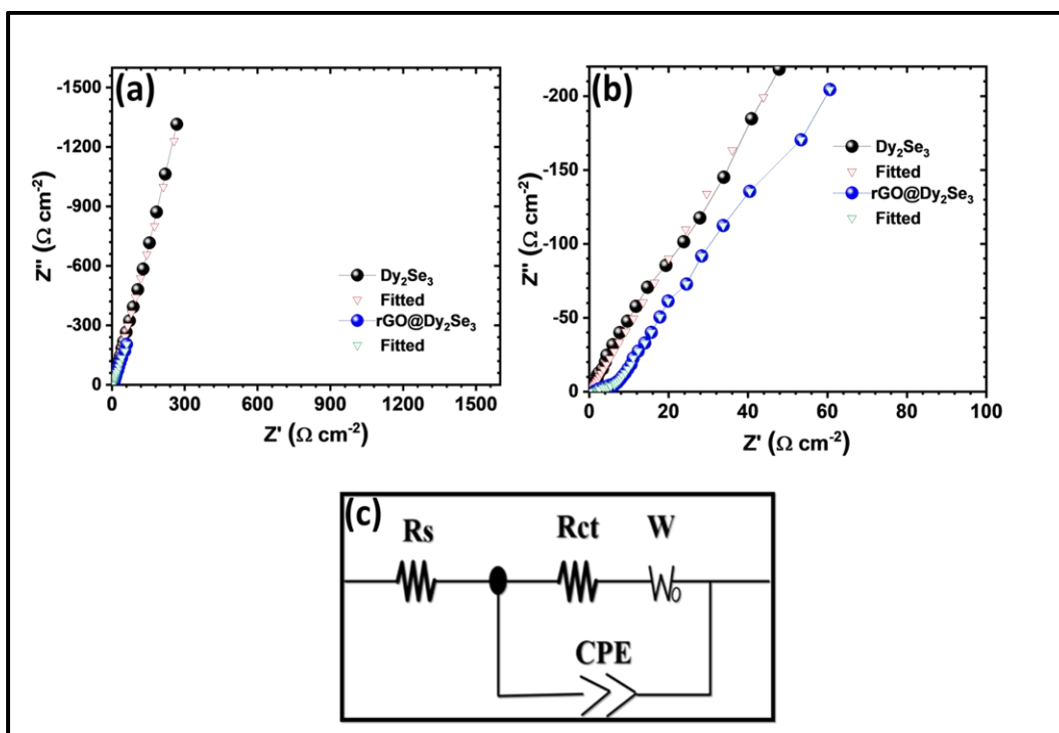 (a)
-1500
-1200
-900
-600
-300
0
Z'' (Ω cm⁻²)
0 300 600 900 1200 1500
Z' (Ω cm⁻²)
Dy₂Se₃
Fitted
rGO@Dy₂Se₃
Fitted
(b)
-200
-150
-100
-50
0
Z'' (Ω cm⁻²)
0 20 40 60 80 100
Z' (Ω cm⁻²)
Dy₂Se₃
Fitted
rGO@Dy₂Se₃
Fitted
(c)
Rs Rct W
W₀
CPE